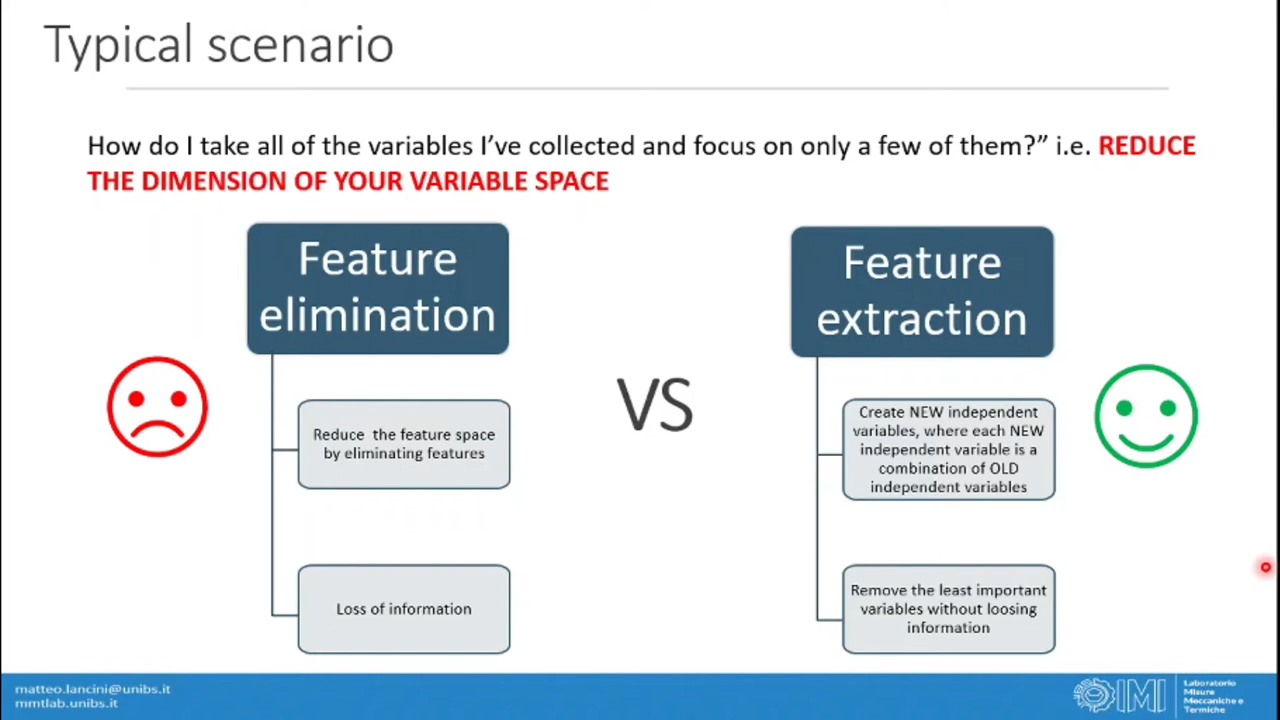 Typical scenario
How do I take all of the variables I've collected and focus on only a few of them?” i.e. REDUCE
THE DIMENSION OF YOUR VARIABLE SPACE
Feature
elimination
Reduce the feature space
by eliminating features
Loss of information
VS
Feature
extraction
Create NEW independent
variables, where each NEW
independent variable is a
combination of OLD
independent variables
Remove the least important
variables without loosing
information
matteo.lancini@unibs.it
mmtlab.unibs.it
Laboratorio
Misure
Meccaniche e
Termiche